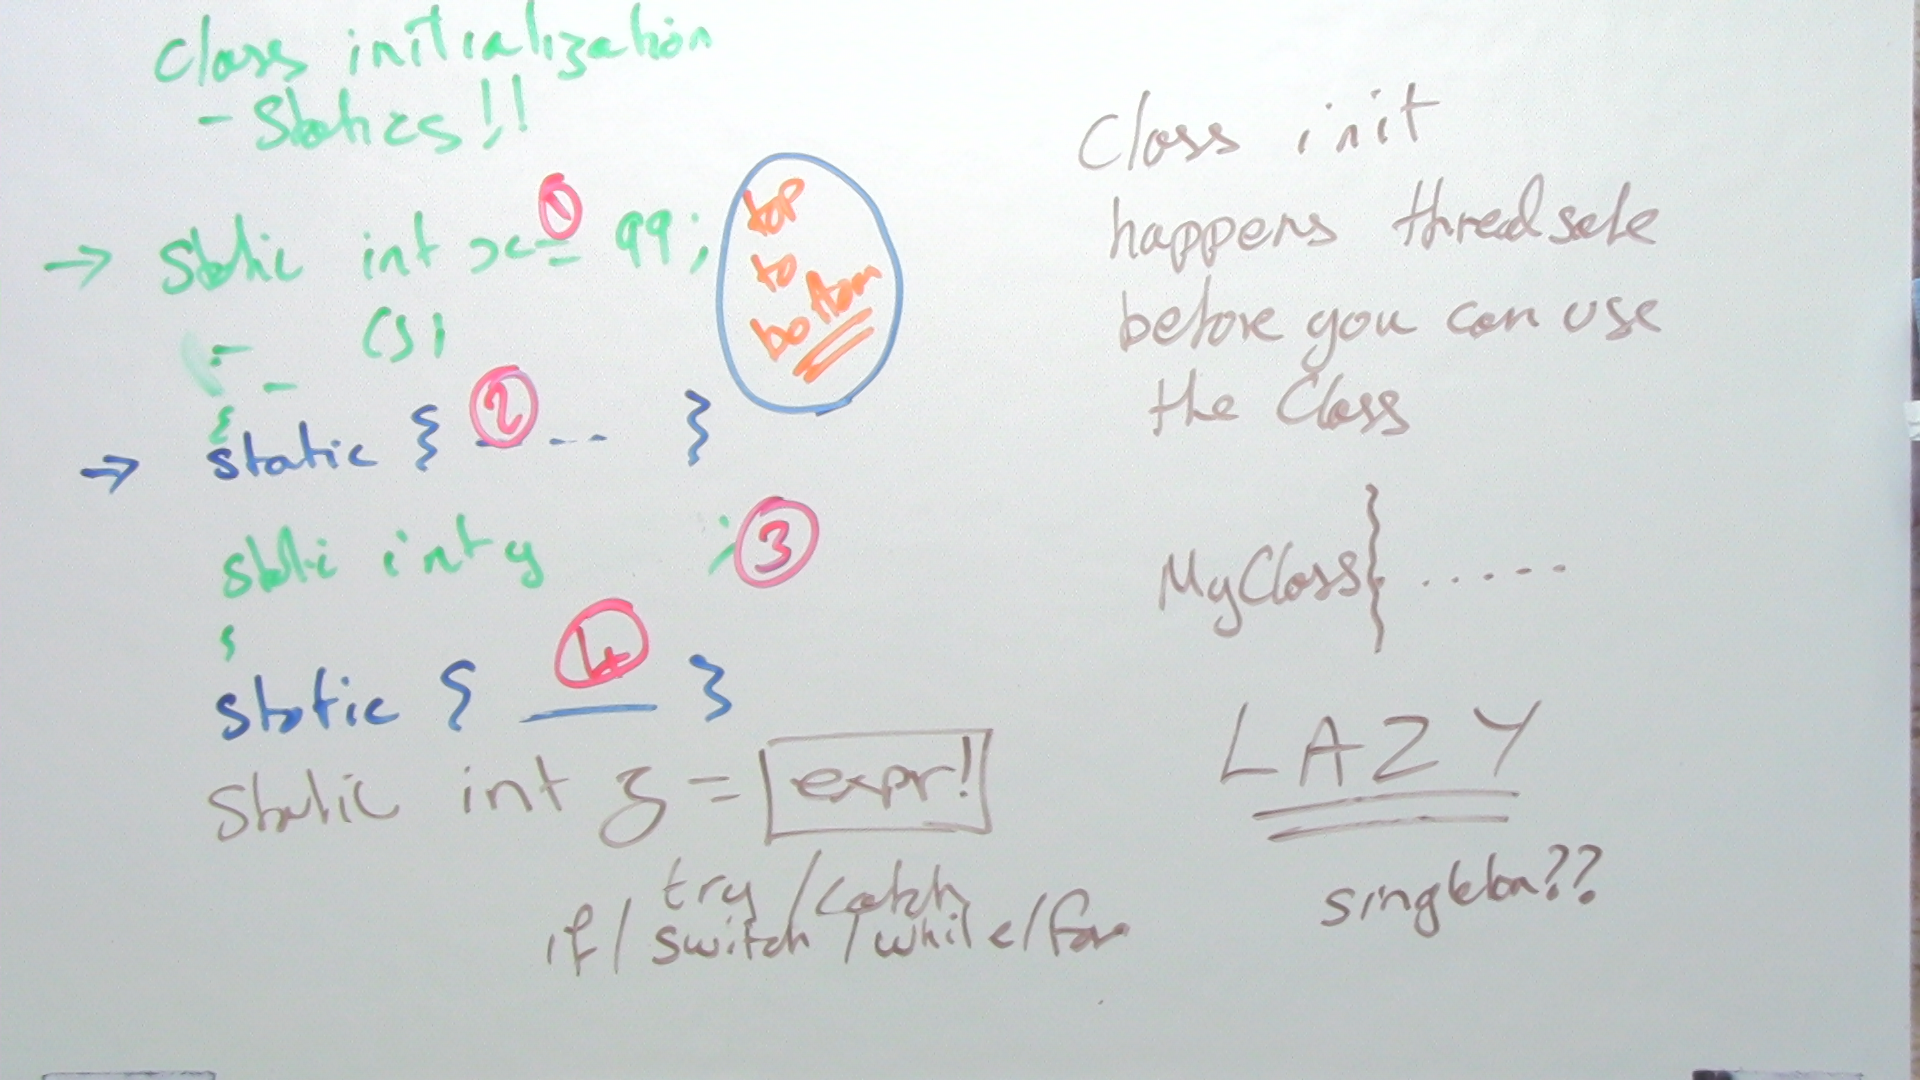 Class initialization
- Statics!!
→ Static int x = 99;
①
top
to
bottom
→ static { ② ... }
static int y ; ③
static { ④ }
Static int z = expr!
try / catch
if / switch / while / for
Class init
happens thredsafe
before you can use
the Class
MyClass .....
LAZY
singleton??